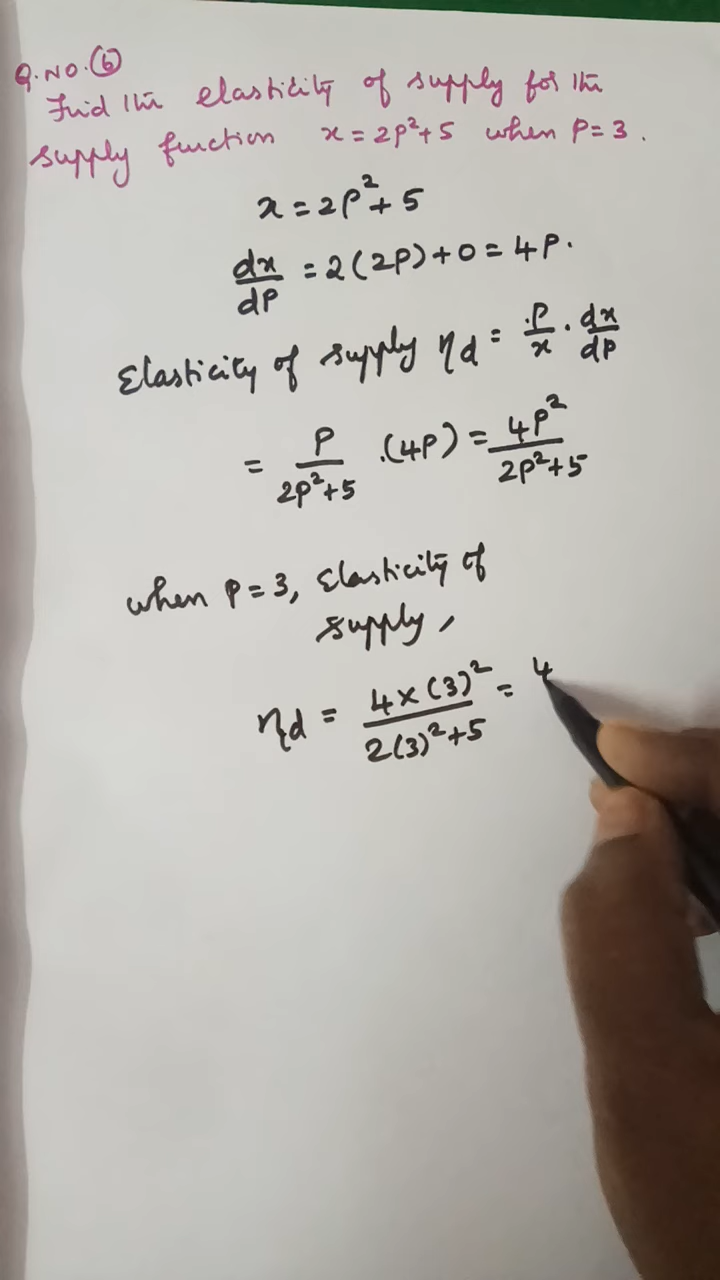 Q.NO.(6)
Find the elasticity of supply for the
supply function x = 2p²+5 when p = 3.
x = 2p²+5
dx/dp = 2(2p)+0 = 4p.
Elasticity of supply ηd = p/x . dx/dp
= p/2p²+5 .(4p) = 4p²/2p²+5
when p = 3, Elasticity of
supply,
ηd = 4×(3)²/2(3)²+5 = 4